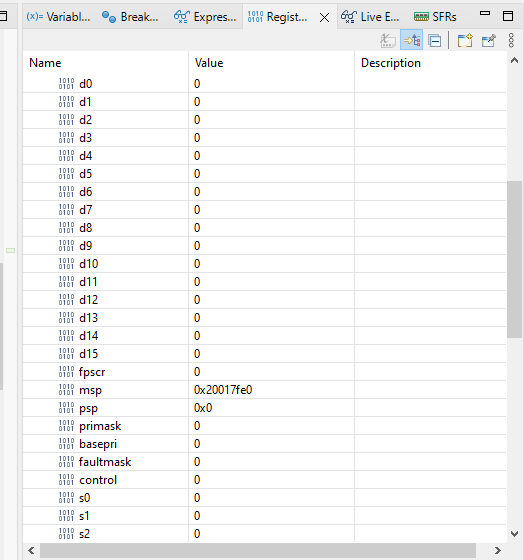 (x)= Variabl... Break... Expres... Regist... Live E... SFRs
Name Value Description
d0 0
d1 0
d2 0
d3 0
d4 0
d5 0
d6 0
d7 0
d8 0
d9 0
d10 0
d11 0
d12 0
d13 0
d14 0
d15 0
fpscr 0
msp 0x20017fe0
psp 0x0
primask 0
basepri 0
faultmask 0
control 0
s0 0
s1 0
s2 0